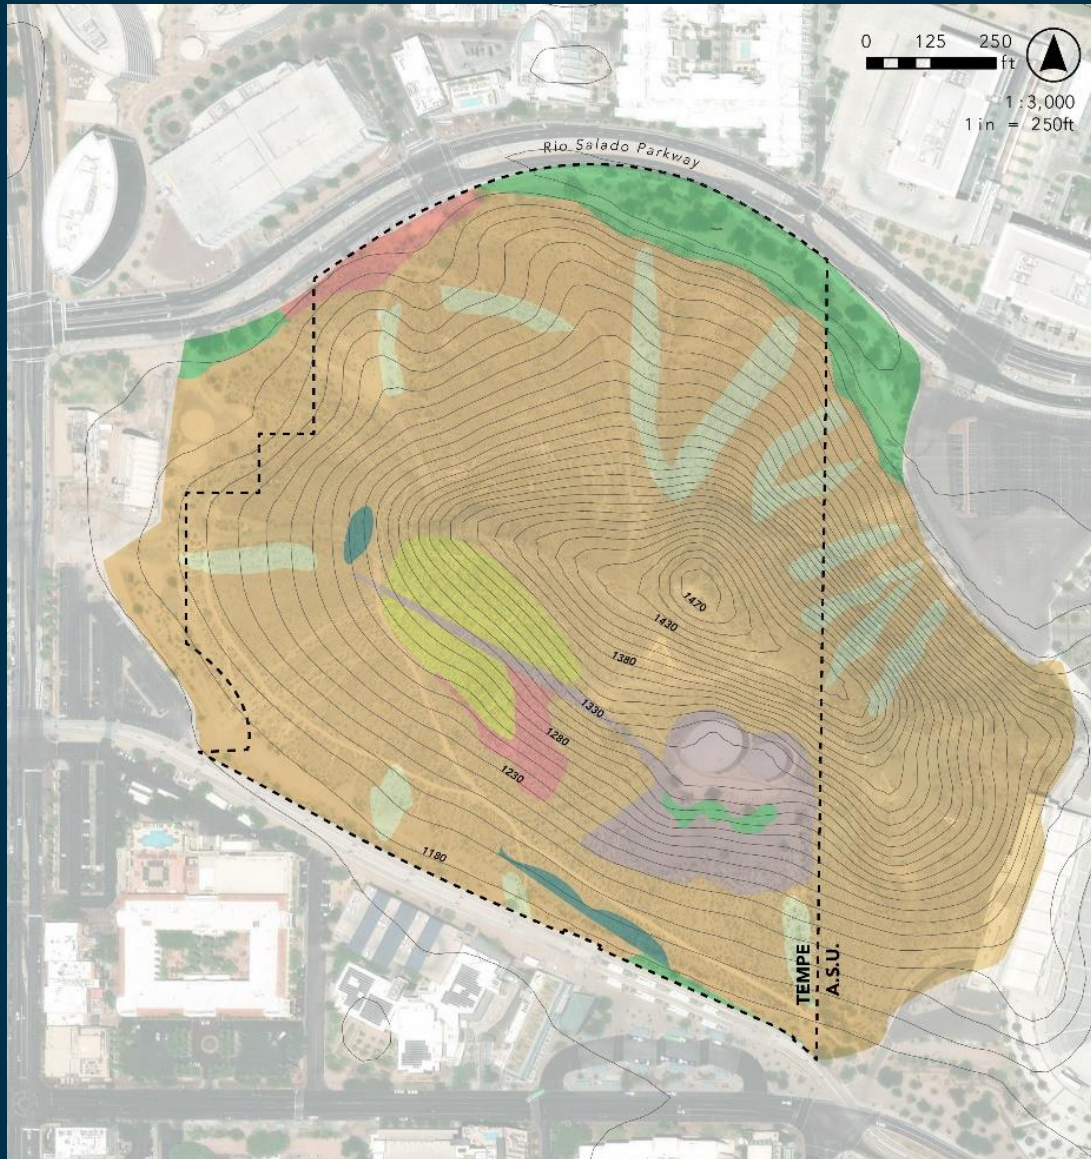 0 125 250
ft
1:3,000
1 in = 250ft
Rio Salado Parkway
1470
1430
1380
1330
1280
1230
1180
TEMPE
A.S.U.